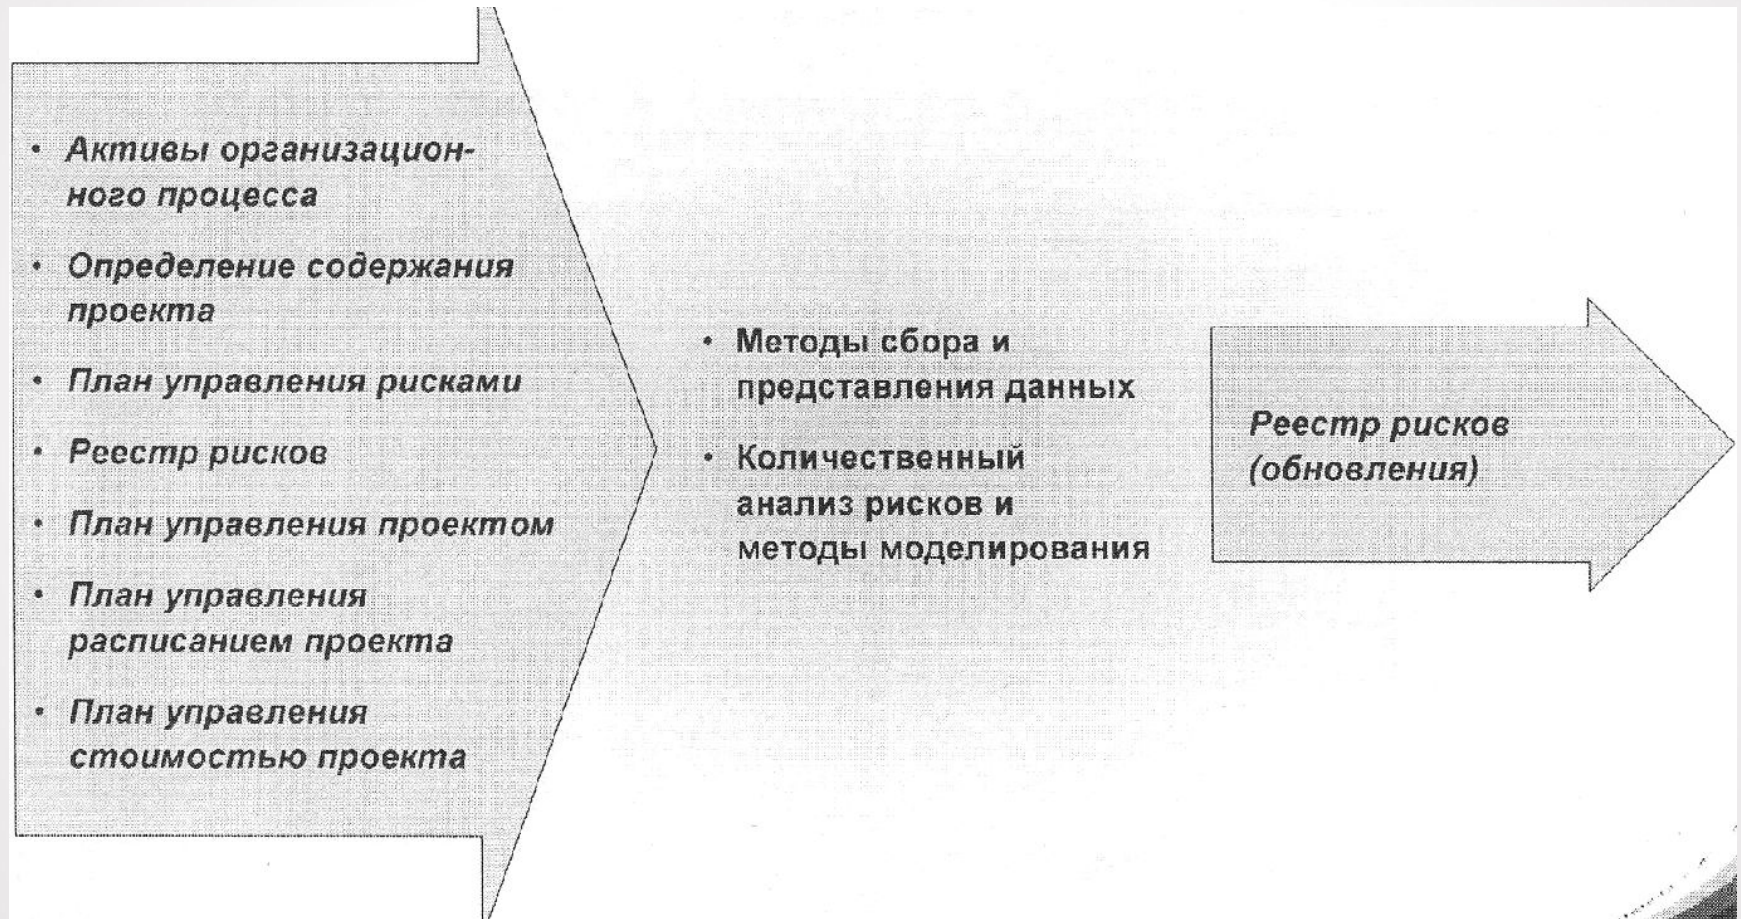 • Активы организацион-
ного процесса
• Определение содержания
проекта
• План управления рисками
• Реестр рисков
• План управления проектом
• План управления
расписанием проекта
• План управления
стоимостью проекта
• Методы сбора и
представления данных
• Количественный
анализ рисков и
методы моделирования
Реестр рисков
(обновления)